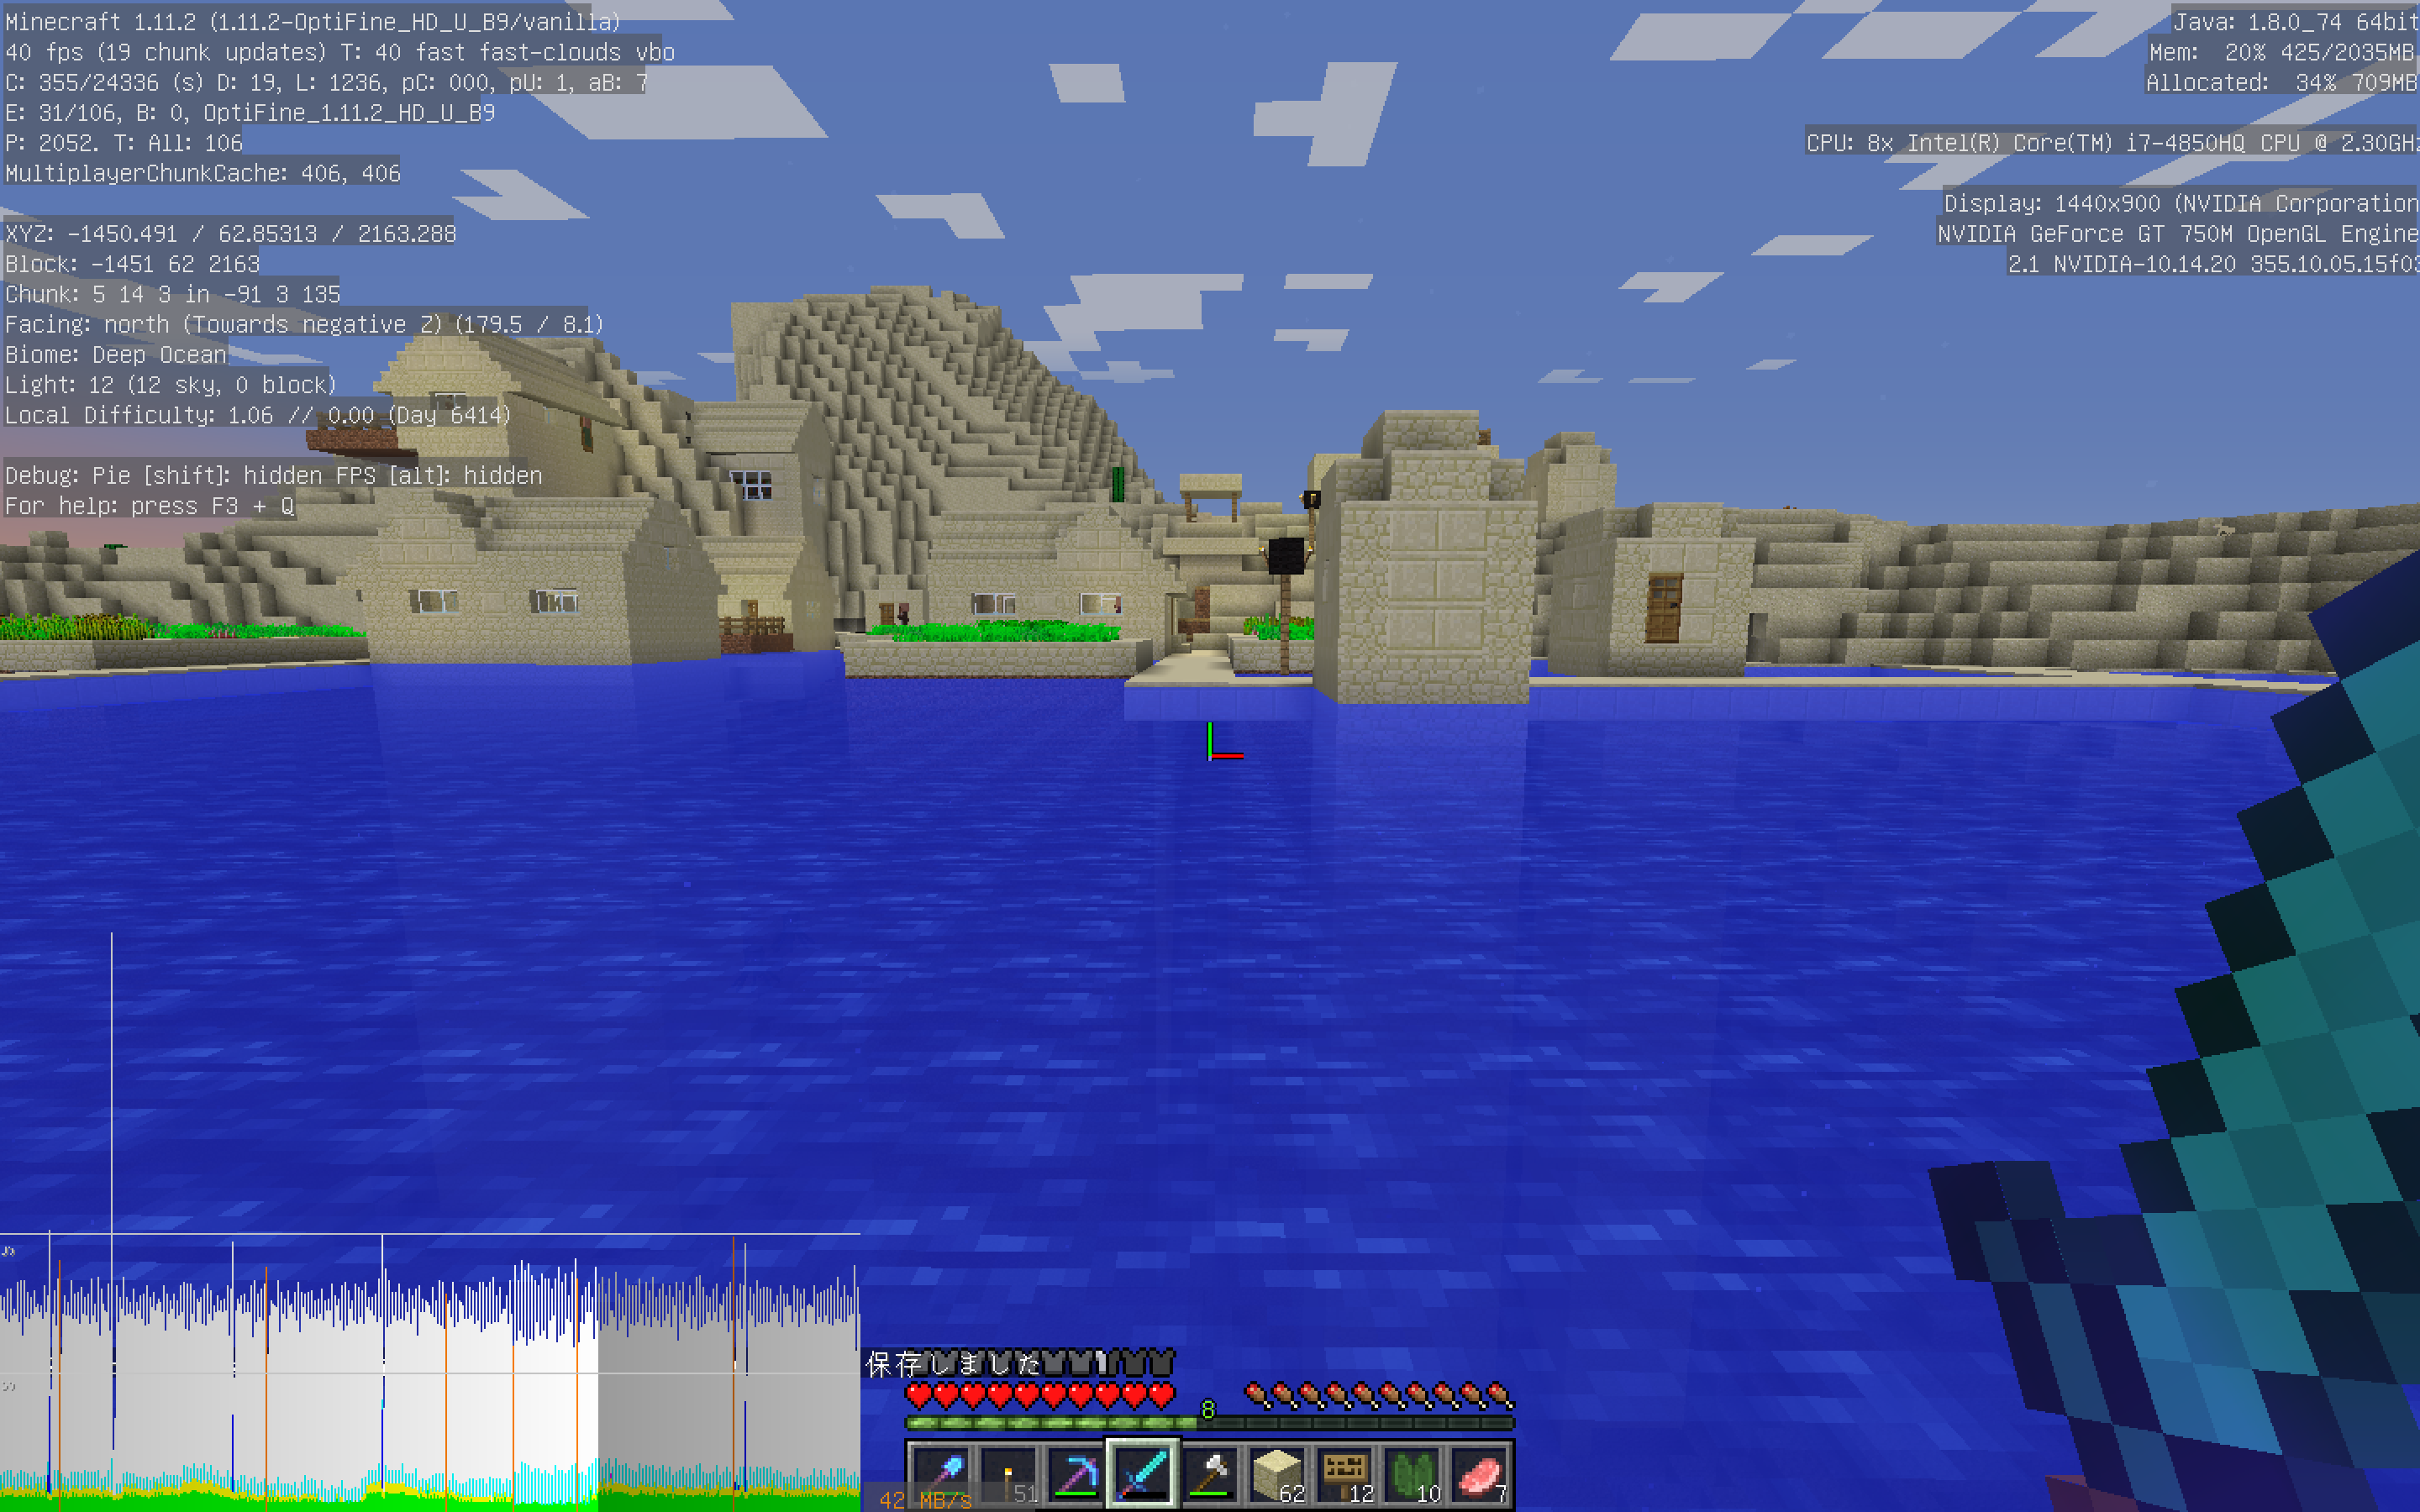 Minecraft 1.11.2 (1.11.2-OptiFine_HD_U_B9/vanilla)
40 fps (19 chunk updates) T: 40 fast fast-clouds vbo
C: 355/24336 (s) D: 19, L: 1236, pC: 000, pU: 1, aB: 7
E: 31/106, B: 0, OptiFine_1.11.2_HD_U_B9
P: 2052. T: All: 106
MultiplayerChunkCache: 406, 406
XYZ: -1450.491 / 62.85313 / 2163.288
Block: -1451 62 2163
Chunk: 5 14 3 in -91 3 135
Facing: north (Towards negative Z) (179.5 / 8.1)
Biome: Deep Ocean
Light: 12 (12 sky, 0 block)
Local Difficulty: 1.06 // 0.00 (Day 6414)
Debug: Pie [shift]: hidden FPS [alt]: hidden
For help: press F3 + Q
Java: 1.8.0_74 64bit
Mem: 20% 425/2035MB
Allocated: 34% 709MB
CPU: 8x Intel(R) Core(TM) i7-4850HQ CPU @ 2.30GHz
Display: 1440x900 (NVIDIA Corporation
NVIDIA GeForce GT 750M OpenGL Engine
2.1 NVIDIA-10.14.20 355.10.05.15f03
保存しました
8
51 62 12 10 7
42 MB/s